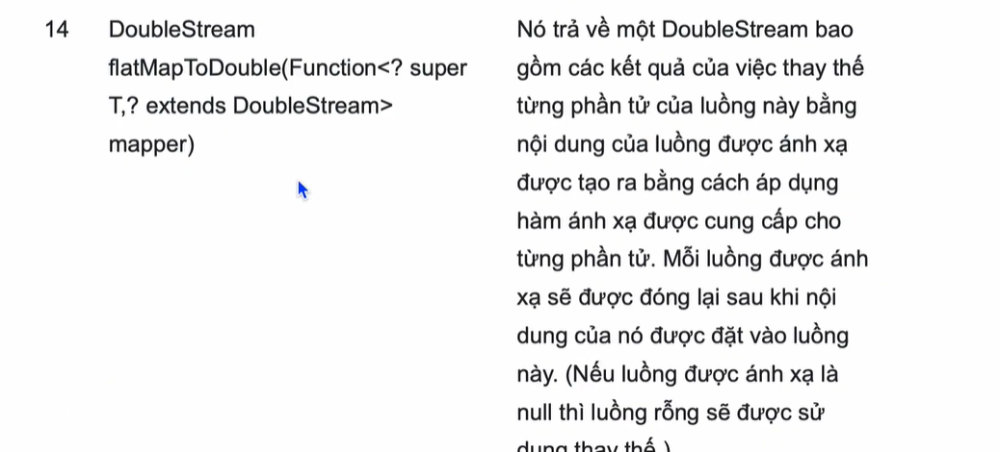 14
DoubleStream
flatMapToDouble(Function<? super
T,? extends DoubleStream>
mapper)
Nó trả về một DoubleStream bao
gồm các kết quả của việc thay thế
từng phần tử của luồng này bằng
nội dung của luồng được ánh xạ
được tạo ra bằng cách áp dụng
hàm ánh xạ được cung cấp cho
từng phần tử. Mỗi luồng được ánh
xạ sẽ được đóng lại sau khi nội
dung của nó được đặt vào luồng
này. (Nếu luồng được ánh xạ là
null thì luồng rỗng sẽ được sử
dụng thay thế.)